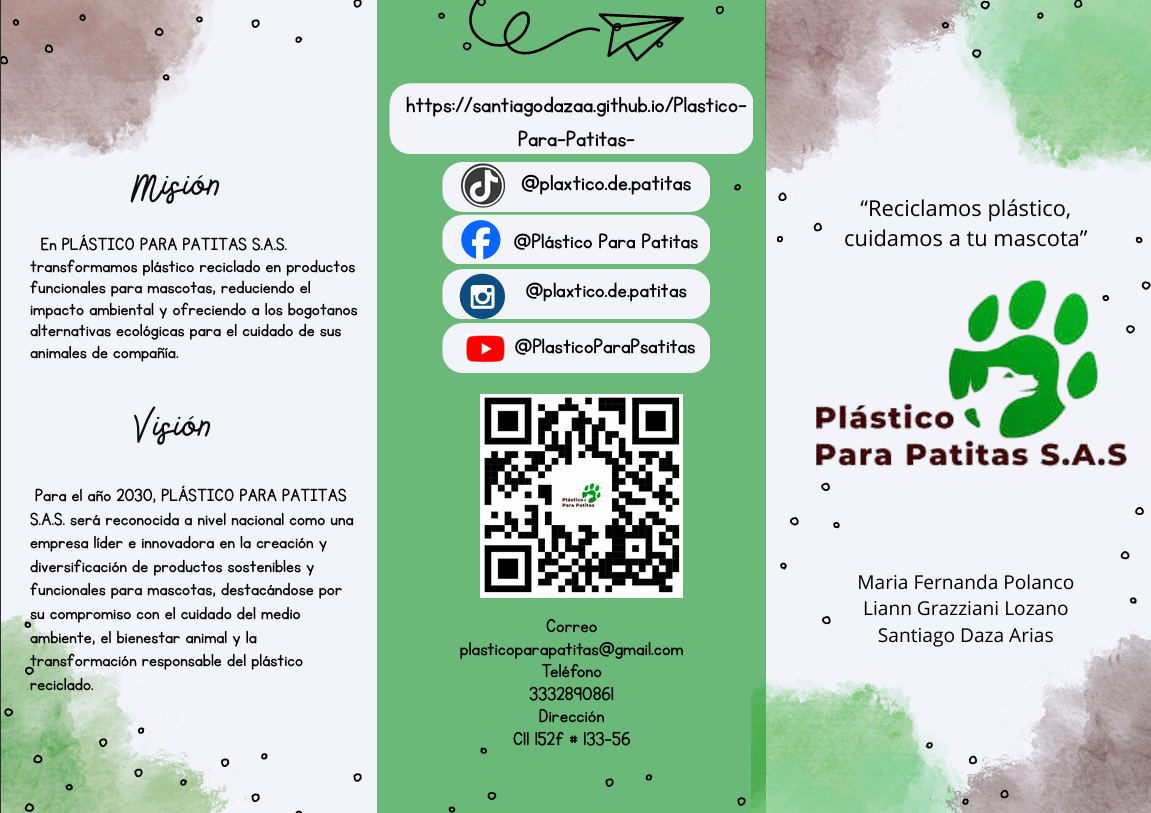 Misión
En PLÁSTICO PARA PATITAS S.A.S.
transformamos plástico reciclado en productos
funcionales para mascotas, reduciendo el
impacto ambiental y ofreciendo a los bogotanos
alternativas ecológicas para el cuidado de sus
animales de compañía.
Visión
Para el año 2030, PLÁSTICO PARA PATITAS
S.A.S. será reconocida a nivel nacional como una
empresa líder e innovadora en la creación y
diversificación de productos sostenibles y
funcionales para mascotas, destacándose por
su compromiso con el cuidado del medio
ambiente, el bienestar animal y la
transformación responsable del plástico
reciclado.
https://santiagodazaa.github.io/Plastico-
Para-Patitas-
@plaxtico.de.patitas
@Plástico Para Patitas
@plaxtico.de.patitas
@PlasticoParaPsatitas
Plástico
Para Patitas
Correo
plasticoparapatitas@gmail.com
Teléfono
3332890861
Dirección
Cll 152f # 133-56
“Reciclamos plástico,
cuidamos a tu mascota”
Plástico
Para Patitas S.A.S
Maria Fernanda Polanco
Liann Grazziani Lozano
Santiago Daza Arias